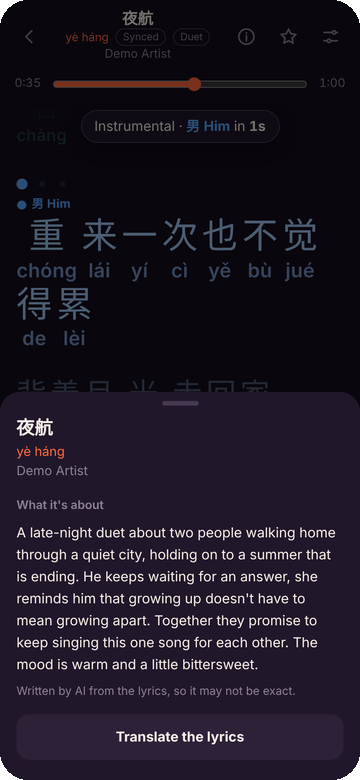 夜航
yè háng
Synced
Duet
Demo Artist
0:35
1:00
chàng
Instrumental · 男 Him in 1s
男 Him
重来一次也不觉
chóng lái yí cì yě bù jué
得累
de lèi
夜航
yè háng
Demo Artist
What it's about
A late-night duet about two people walking home
through a quiet city, holding on to a summer that
is ending. He keeps waiting for an answer, she
reminds him that growing up doesn't have to
mean growing apart. Together they promise to
keep singing this one song for each other. The
mood is warm and a little bittersweet.
Written by AI from the lyrics, so it may not be exact.
Translate the lyrics